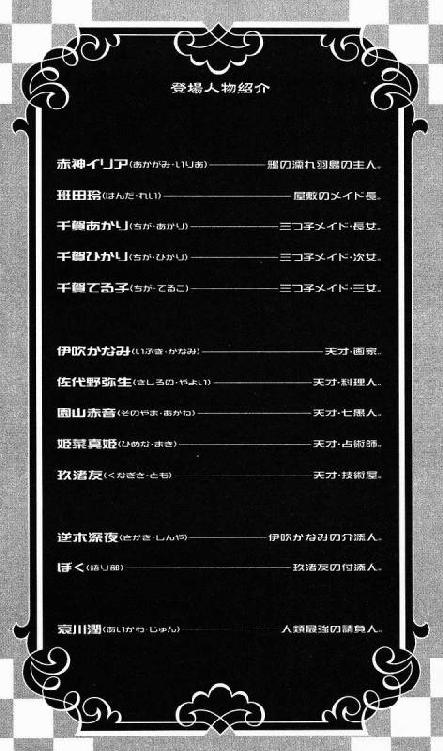 登場人物紹介
赤神イリア(あかがみ・いりあ)――鴉の濡れ羽島の主人。
班田玲(はんだ・れい)――屋敷のメイド長。
千賀あかり(ちが・あかり)――三つ子メイド・長女。
千賀ひかり(ちが・ひかり)――三つ子メイド・次女。
千賀てる子(ちが・てるこ)――三つ子メイド・三女。
伊吹かなみ(いぶき・かなみ)――天才・画家。
佐代野弥生(さしろの・やよい)――天才・料理人。
園山赤音(そのやま・あかね)――天才・七愚人。
姫菜真姫(ひめな・まき)――天才・占術師。
玖渚友(くなぎさ・とも)――天才・技術屋。
逆木深夜(さかき・しんや)――伊吹かなみの介添人。
ぼく(語り部)――玖渚友の付添人。
哀川潤(あいかわ・じゅん)――人類最強の請負人。